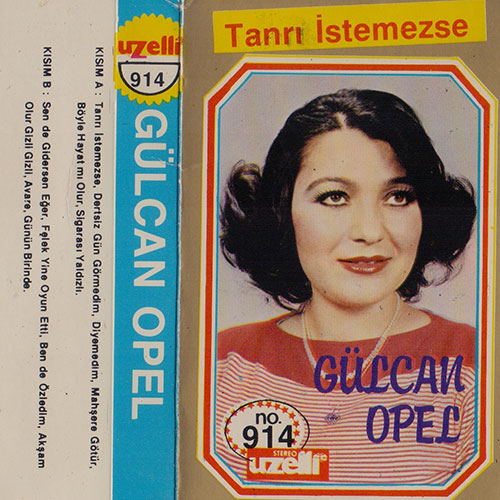 KISIM A : Tanrı İstemezse, Dertsiz Gün Görmedim, Diyemedim, Mahşere Götür,
Böyle Hayat mı Olur, Sigarası Yaldızlı.
KISIM B : Sen de Gidersen Eğer, Felek Yine Oyun Etti, Ben de Özledim, Akşam
Olur Gizli Gizli, Avare, Günün Birinde.
uzelli
914
GÜLCAN OPEL
Tanrı İstemezse
GÜLCAN
OPEL
no.
914
STEREO
uzelli